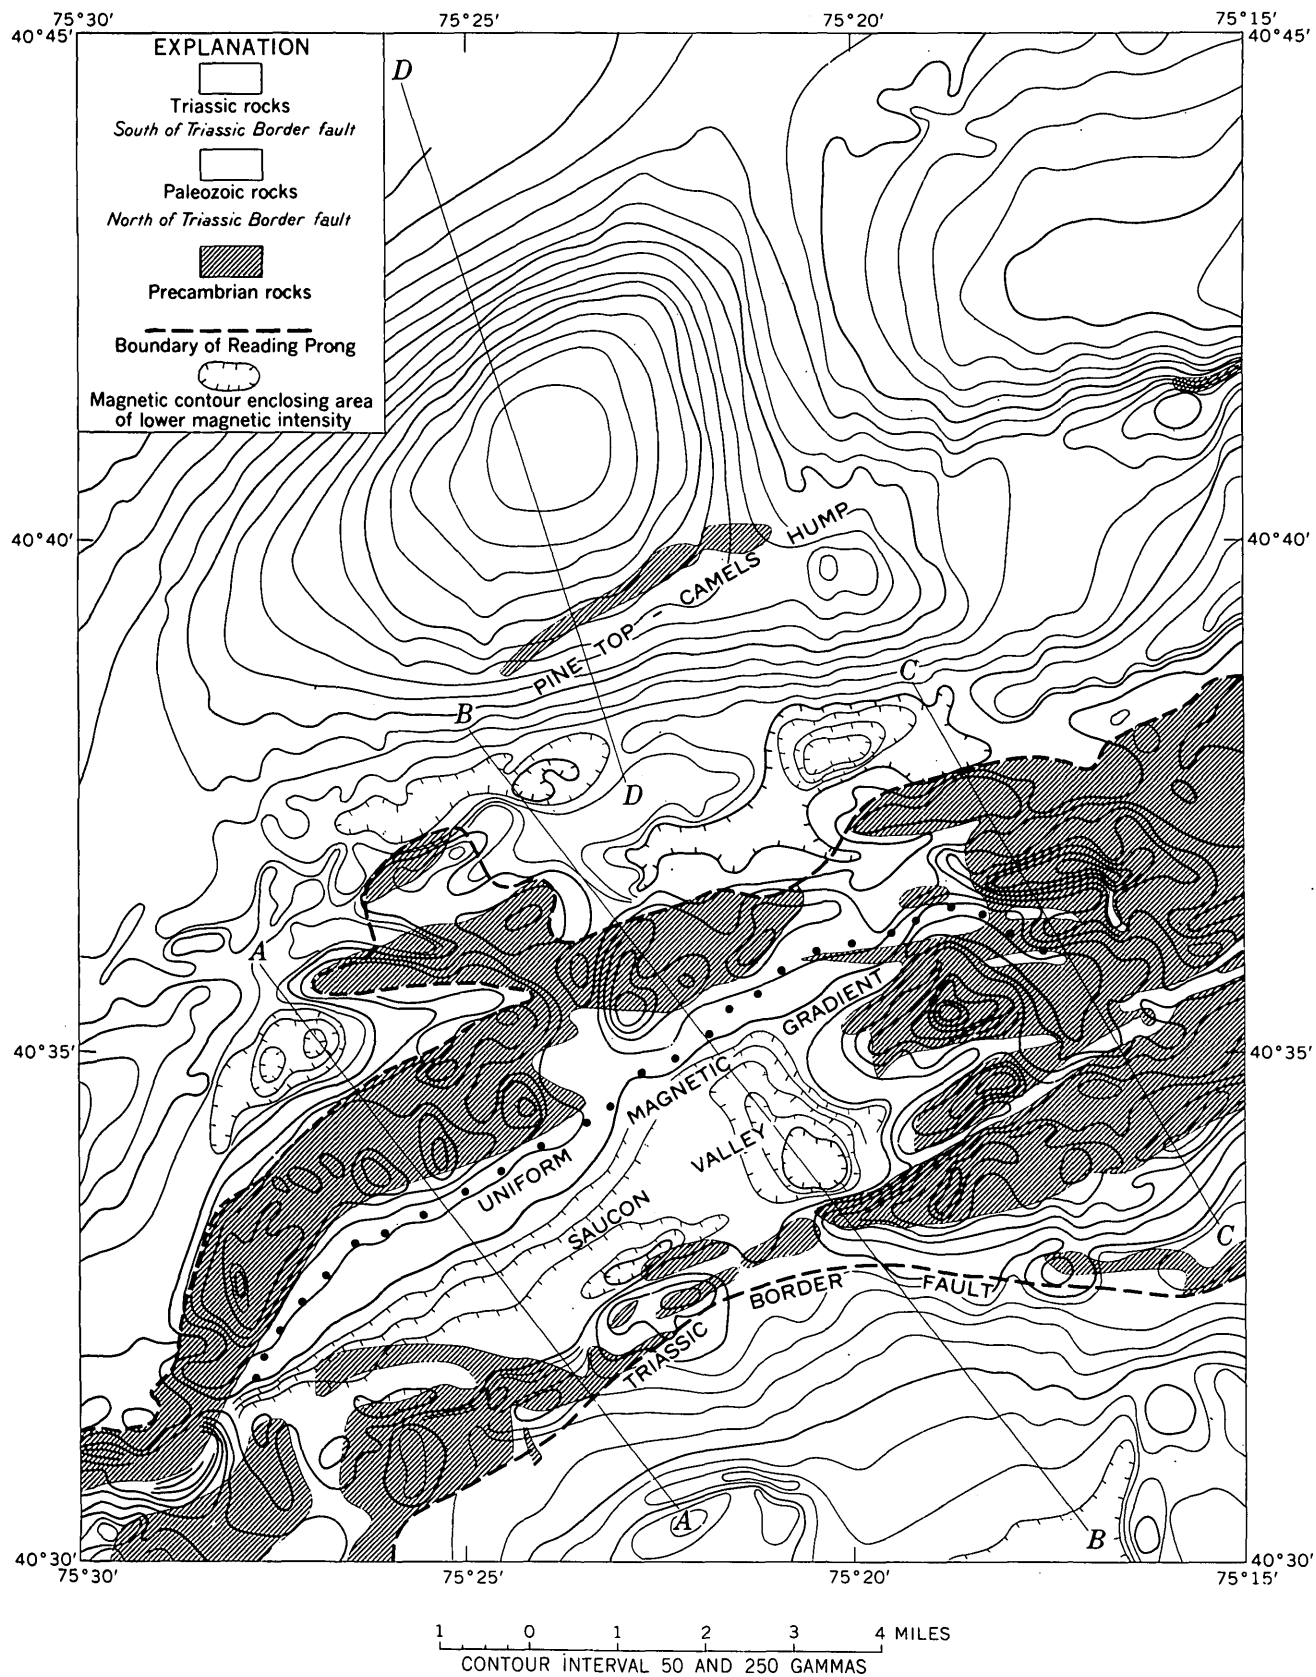 75°30′ 75°25′ 75°20′ 75°15′
40°45′ 40°45′
EXPLANATION
Triassic rocks
South of Triassic Border fault
Paleozoic rocks
North of Triassic Border fault
Precambrian rocks
Boundary of Reading Prong
Magnetic contour enclosing area
of lower magnetic intensity
D
40°40′ 40°40′
PINE TOP - CAMELS HUMP
C
B
D
A
40°35′ 40°35′
UNIFORM MAGNETIC GRADIENT
SAUCON VALLEY
C
TRIASSIC BORDER FAULT
A
B
40°30′ 40°30′
75°30′ 75°25′ 75°20′ 75°15′
1 0 1 2 3 4 MILES
CONTOUR INTERVAL 50 AND 250 GAMMAS